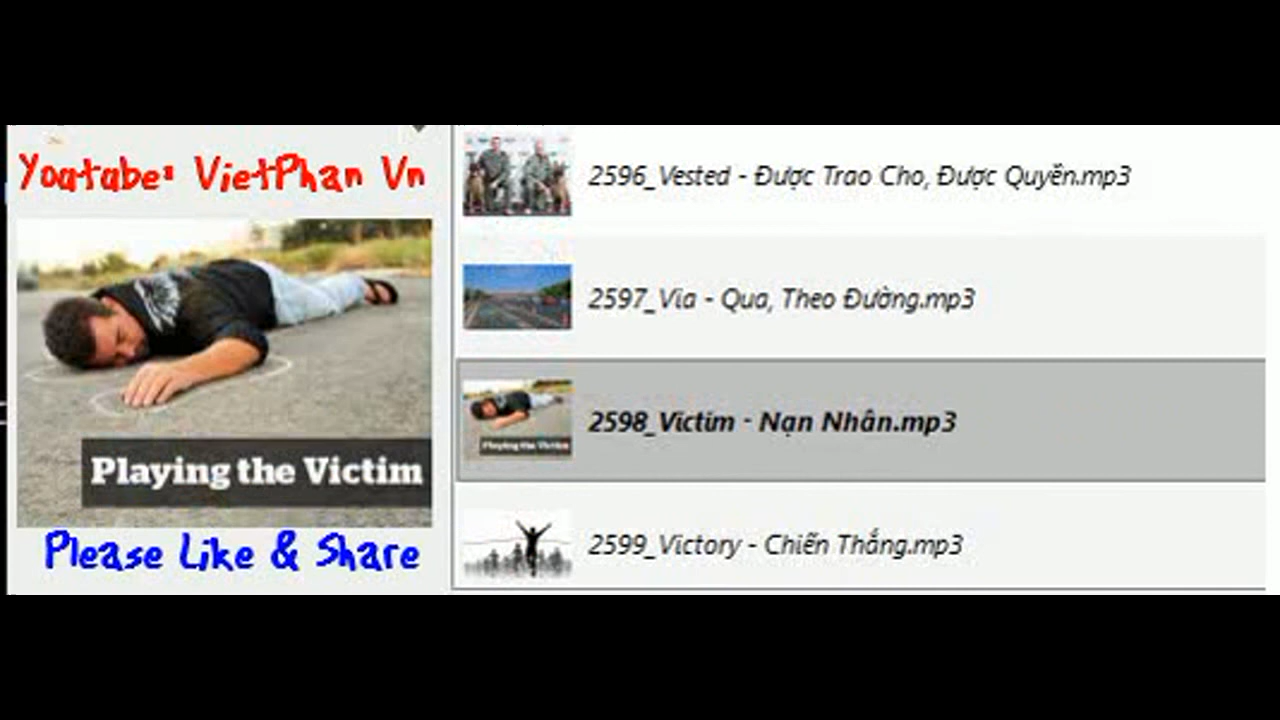 Youtube: VietPhan Vn
Playing the Victim
Please Like & Share
2596_Vested - Được Trao Cho, Được Quyền.mp3
2597_Via - Qua, Theo Đường.mp3
Playing the Victim
2598_Victim - Nạn Nhân.mp3
2599_Victory - Chiến Thắng.mp3